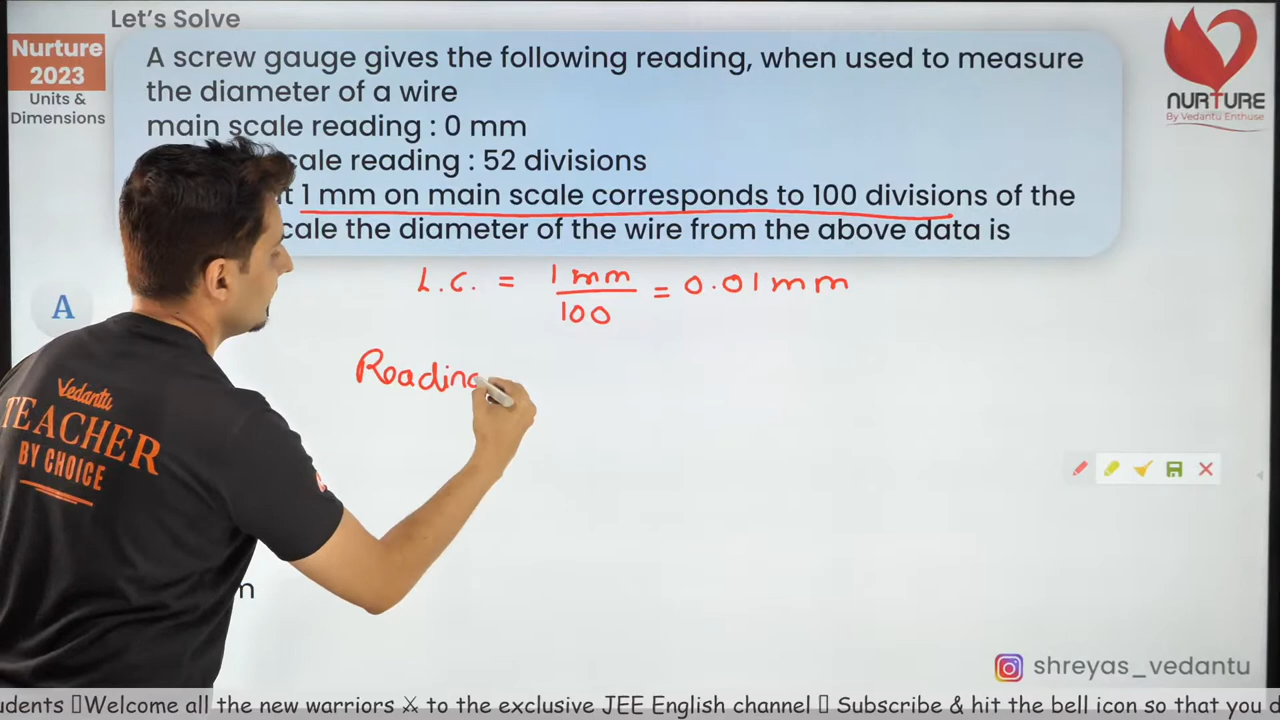 Let's Solve
Nurture
2023
Units &
Dimensions
A screw gauge gives the following reading, when used to measure
the diameter of a wire
main scale reading : 0 mm
cale reading : 52 divisions
t 1 mm on main scale corresponds to 100 divisions of the
cale the diameter of the wire from the above data is
NURTURE
By Vedantu Enthuse
L.C. = 1 mm / 100 = 0.01 mm
A
Reading
Vedantu
TEACHER
BY CHOICE
m
shreyas_vedantu
udents Welcome all the new warriors ⚔ to the exclusive JEE English channel Subscribe & hit the bell icon so that you d